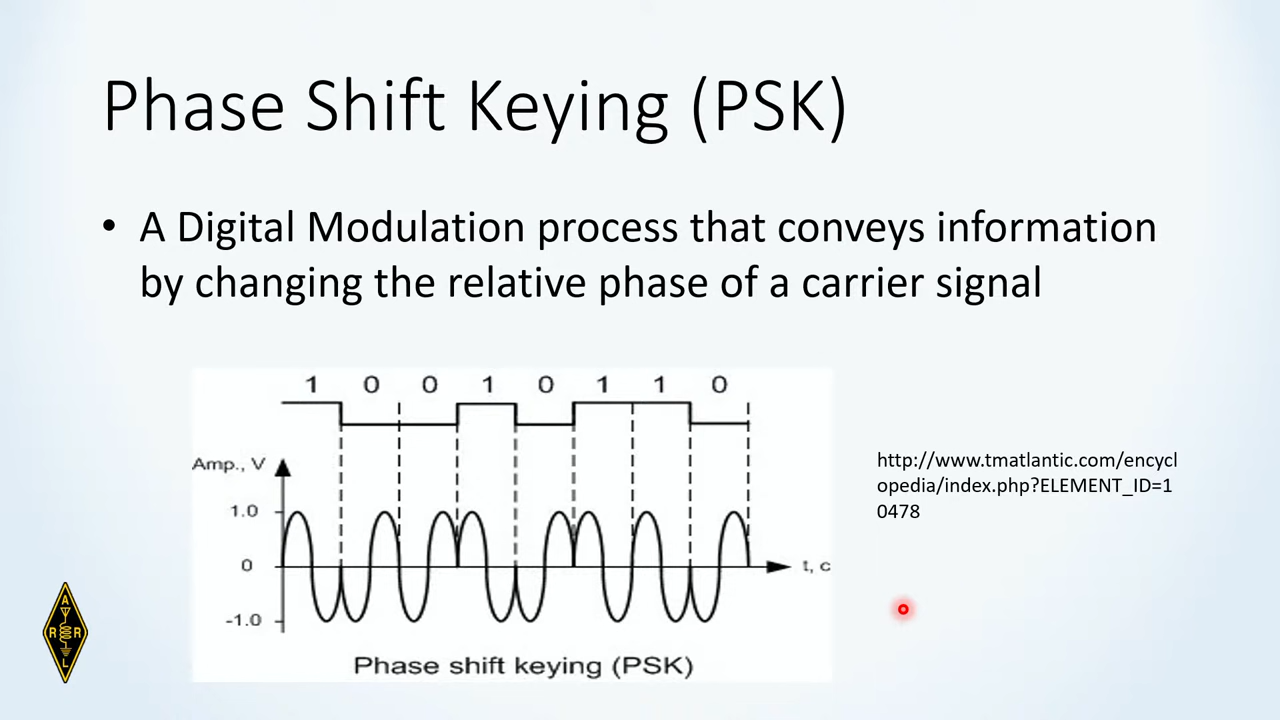 Phase Shift Keying (PSK)
• A Digital Modulation process that conveys information
by changing the relative phase of a carrier signal
1 0 0 1 0 1 1 0
Amp., V
1.0
0
-1.0
t, c
Phase shift keying (PSK)
http://www.tmatlantic.com/encycl
opedia/index.php?ELEMENT_ID=1
0478
A
R R
L